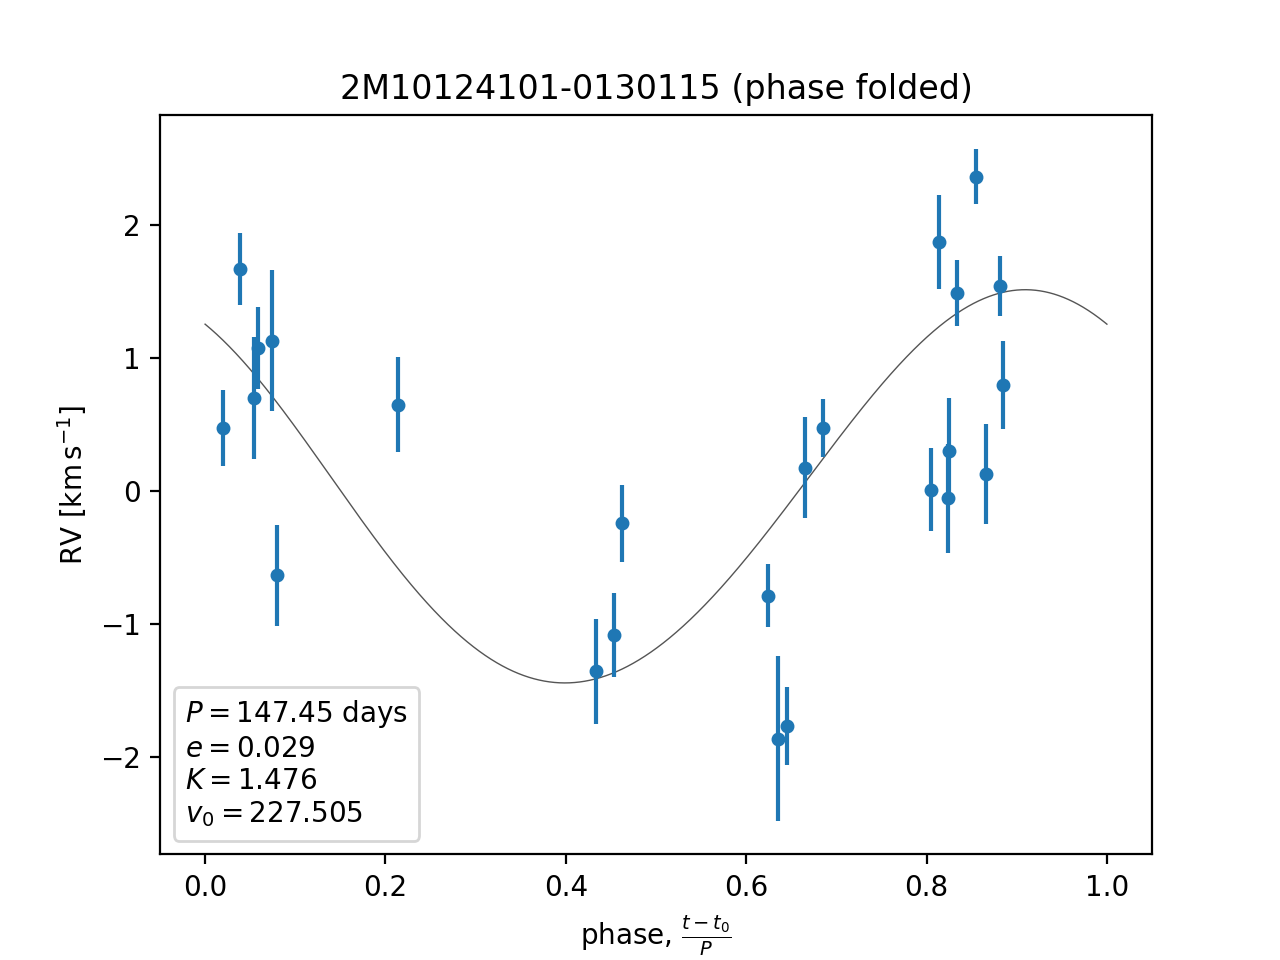 2M10124101-0130115 (phase folded)
RV [km s⁻¹]
2
1
0
−1
−2
P = 147.45 days
e = 0.029
K = 1.476
v₀ = 227.505
0.0 0.2 0.4 0.6 0.8 1.0
phase, (t − t₀)/P